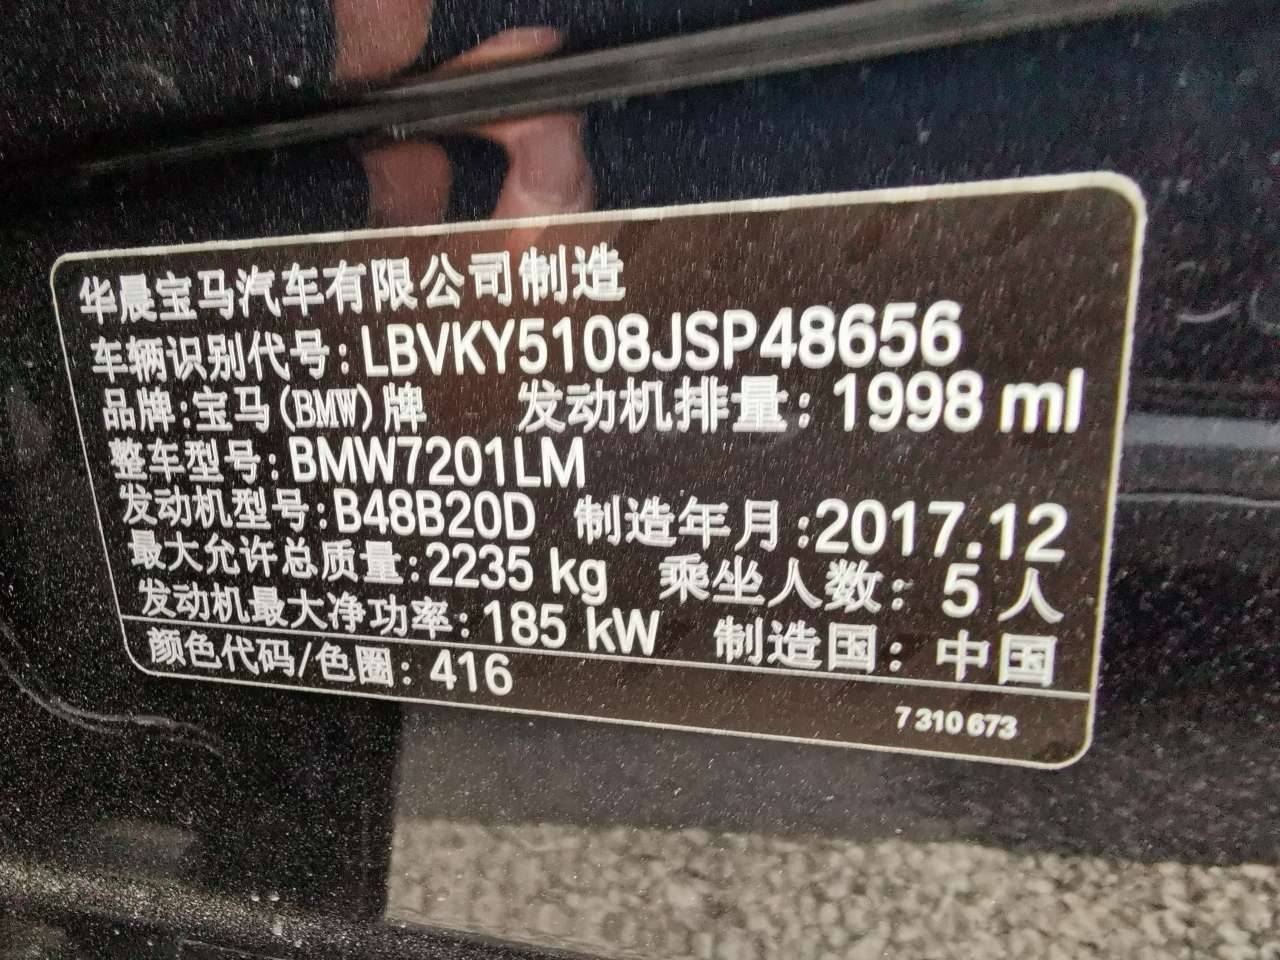 华晨宝马汽车有限公司制造
车辆识别代号:LBVKY5108JSP48656
品牌:宝马(BMW)牌 发动机排量:1998 ml
整车型号:BMW7201LM
发动机型号:B48B20D 制造年月:2017.12
最大允许总质量:2235 kg 乘坐人数:5人
发动机最大净功率:185 kW 制造国:中国
颜色代码/色圈:416
7 310 673